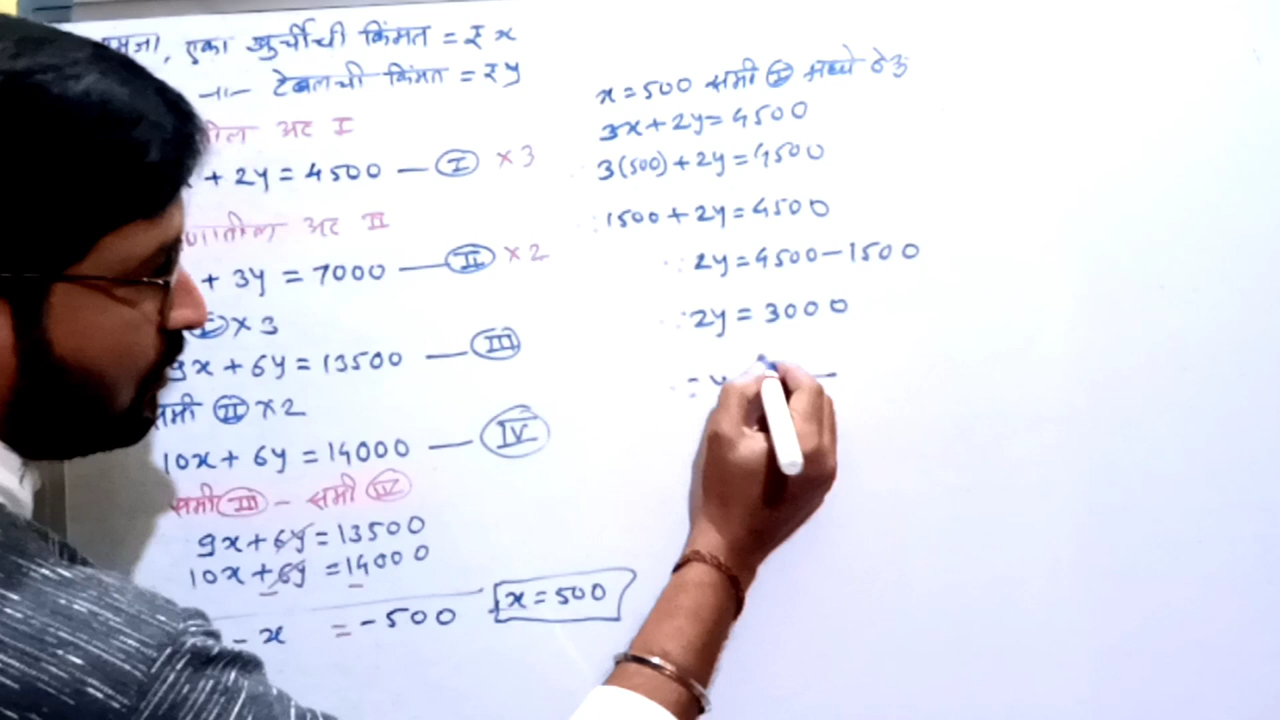 एका खुर्चीची किंमत = ₹ x
-॥- टेबलची किंमत = ₹ y
अट I
+ 2y = 4500 — I × 3
अट II
+ 3y = 7000 — II × 2
I × 3
9x + 6y = 13500 — III
समी II × 2
10x + 6y = 14000 — IV
समी III - समी IV
9x + 6y = 13500
10x + 6y = 14000
- x = -500 x = 500
x = 500 समी I मध्ये ठेऊ
3x + 2y = 4500
3(500) + 2y = 4500
1500 + 2y = 4500
2y = 4500 - 1500
2y = 3000